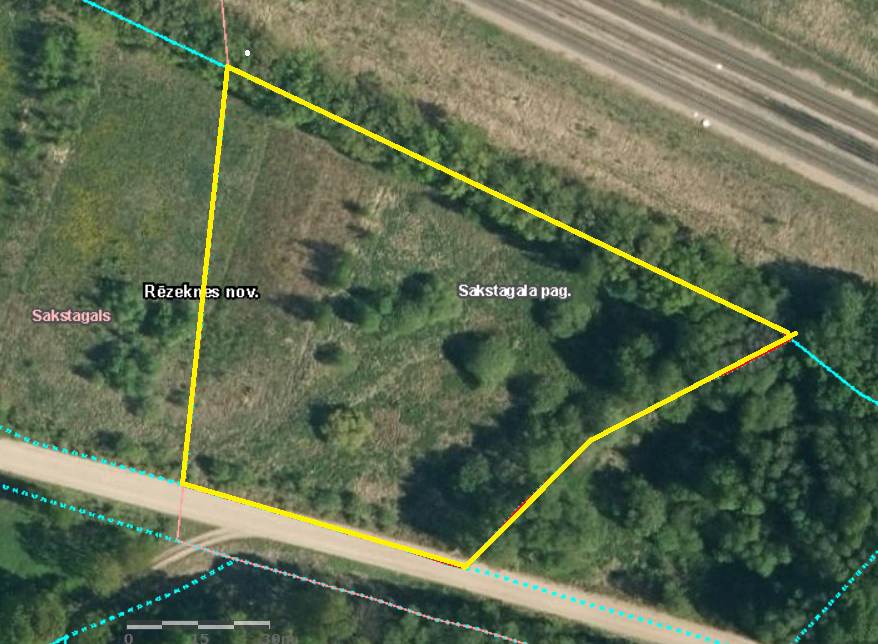 Rēzeknes nov.
Sakstagala pag.
Sakstagals
0 15 30m